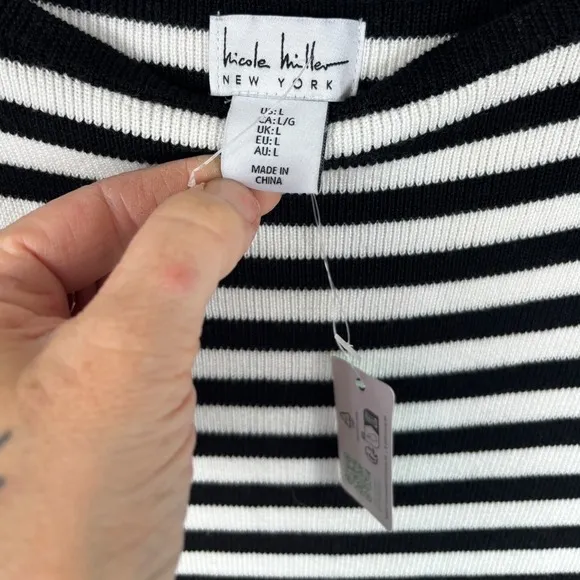 Nicole Miller
NEW YORK
US: L
CA: L/G
UK: L
EU: L
AU: L
MADE IN
CHINA